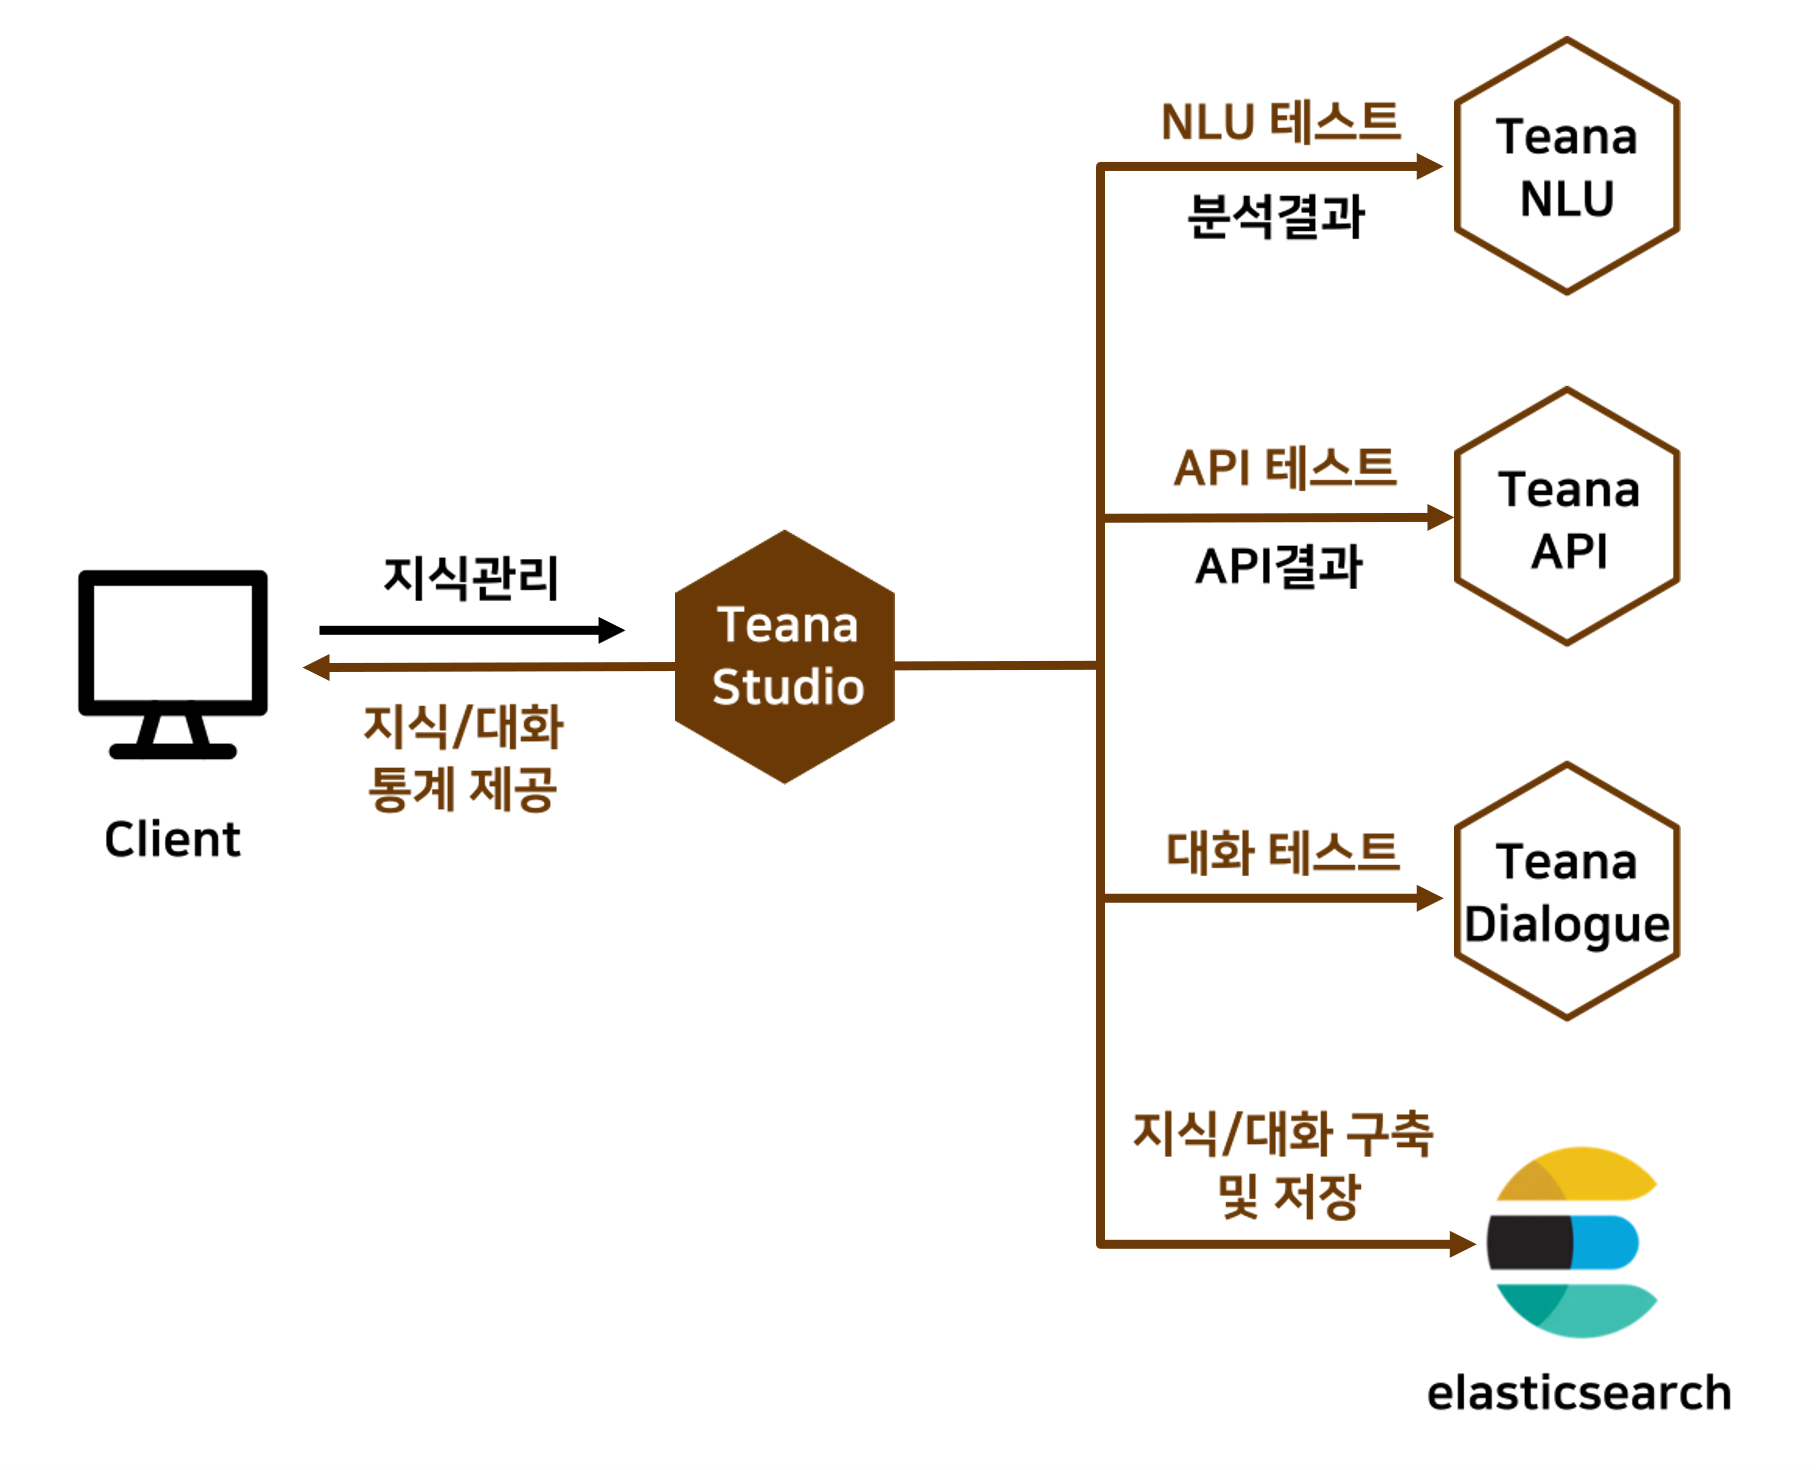 NLU 테스트
분석결과
Teana
NLU
API 테스트
API결과
Teana
API
지식관리
지식/대화
통계 제공
Client
Teana
Studio
대화 테스트
Teana
Dialogue
지식/대화 구축
및 저장
elasticsearch